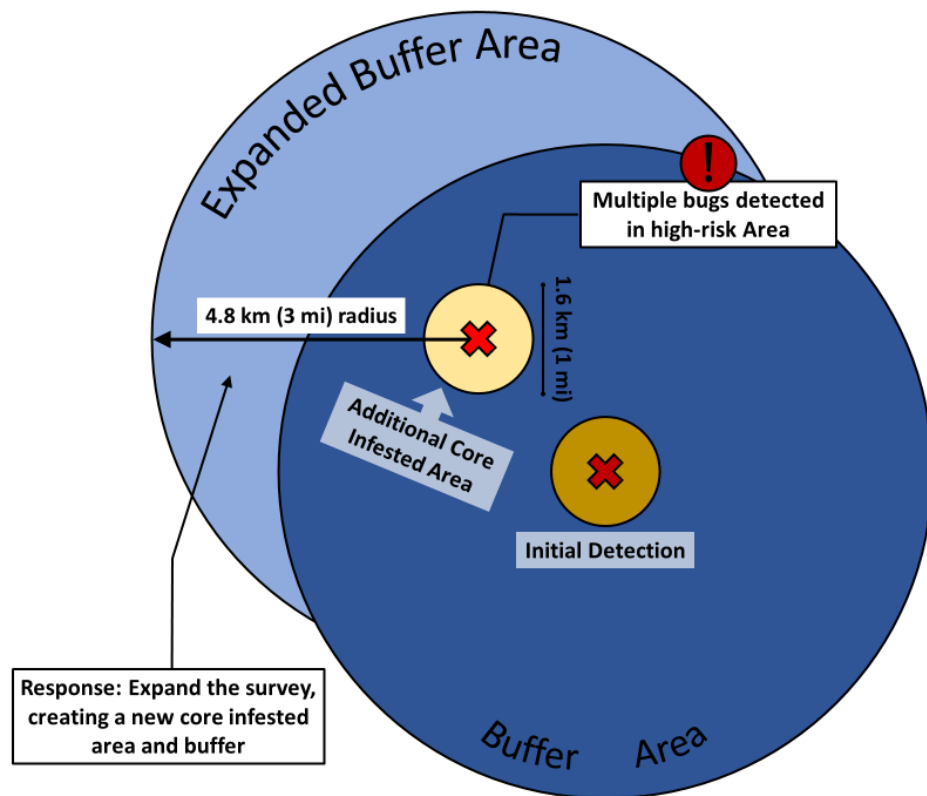 Expanded Buffer Area
!
Multiple bugs detected
in high-risk Area
4.8 km (3 mi) radius
1.6 km (1 mi)
Additional Core
Infested Area
Initial Detection
Response: Expand the survey,
creating a new core infested
area and buffer
Buffer Area